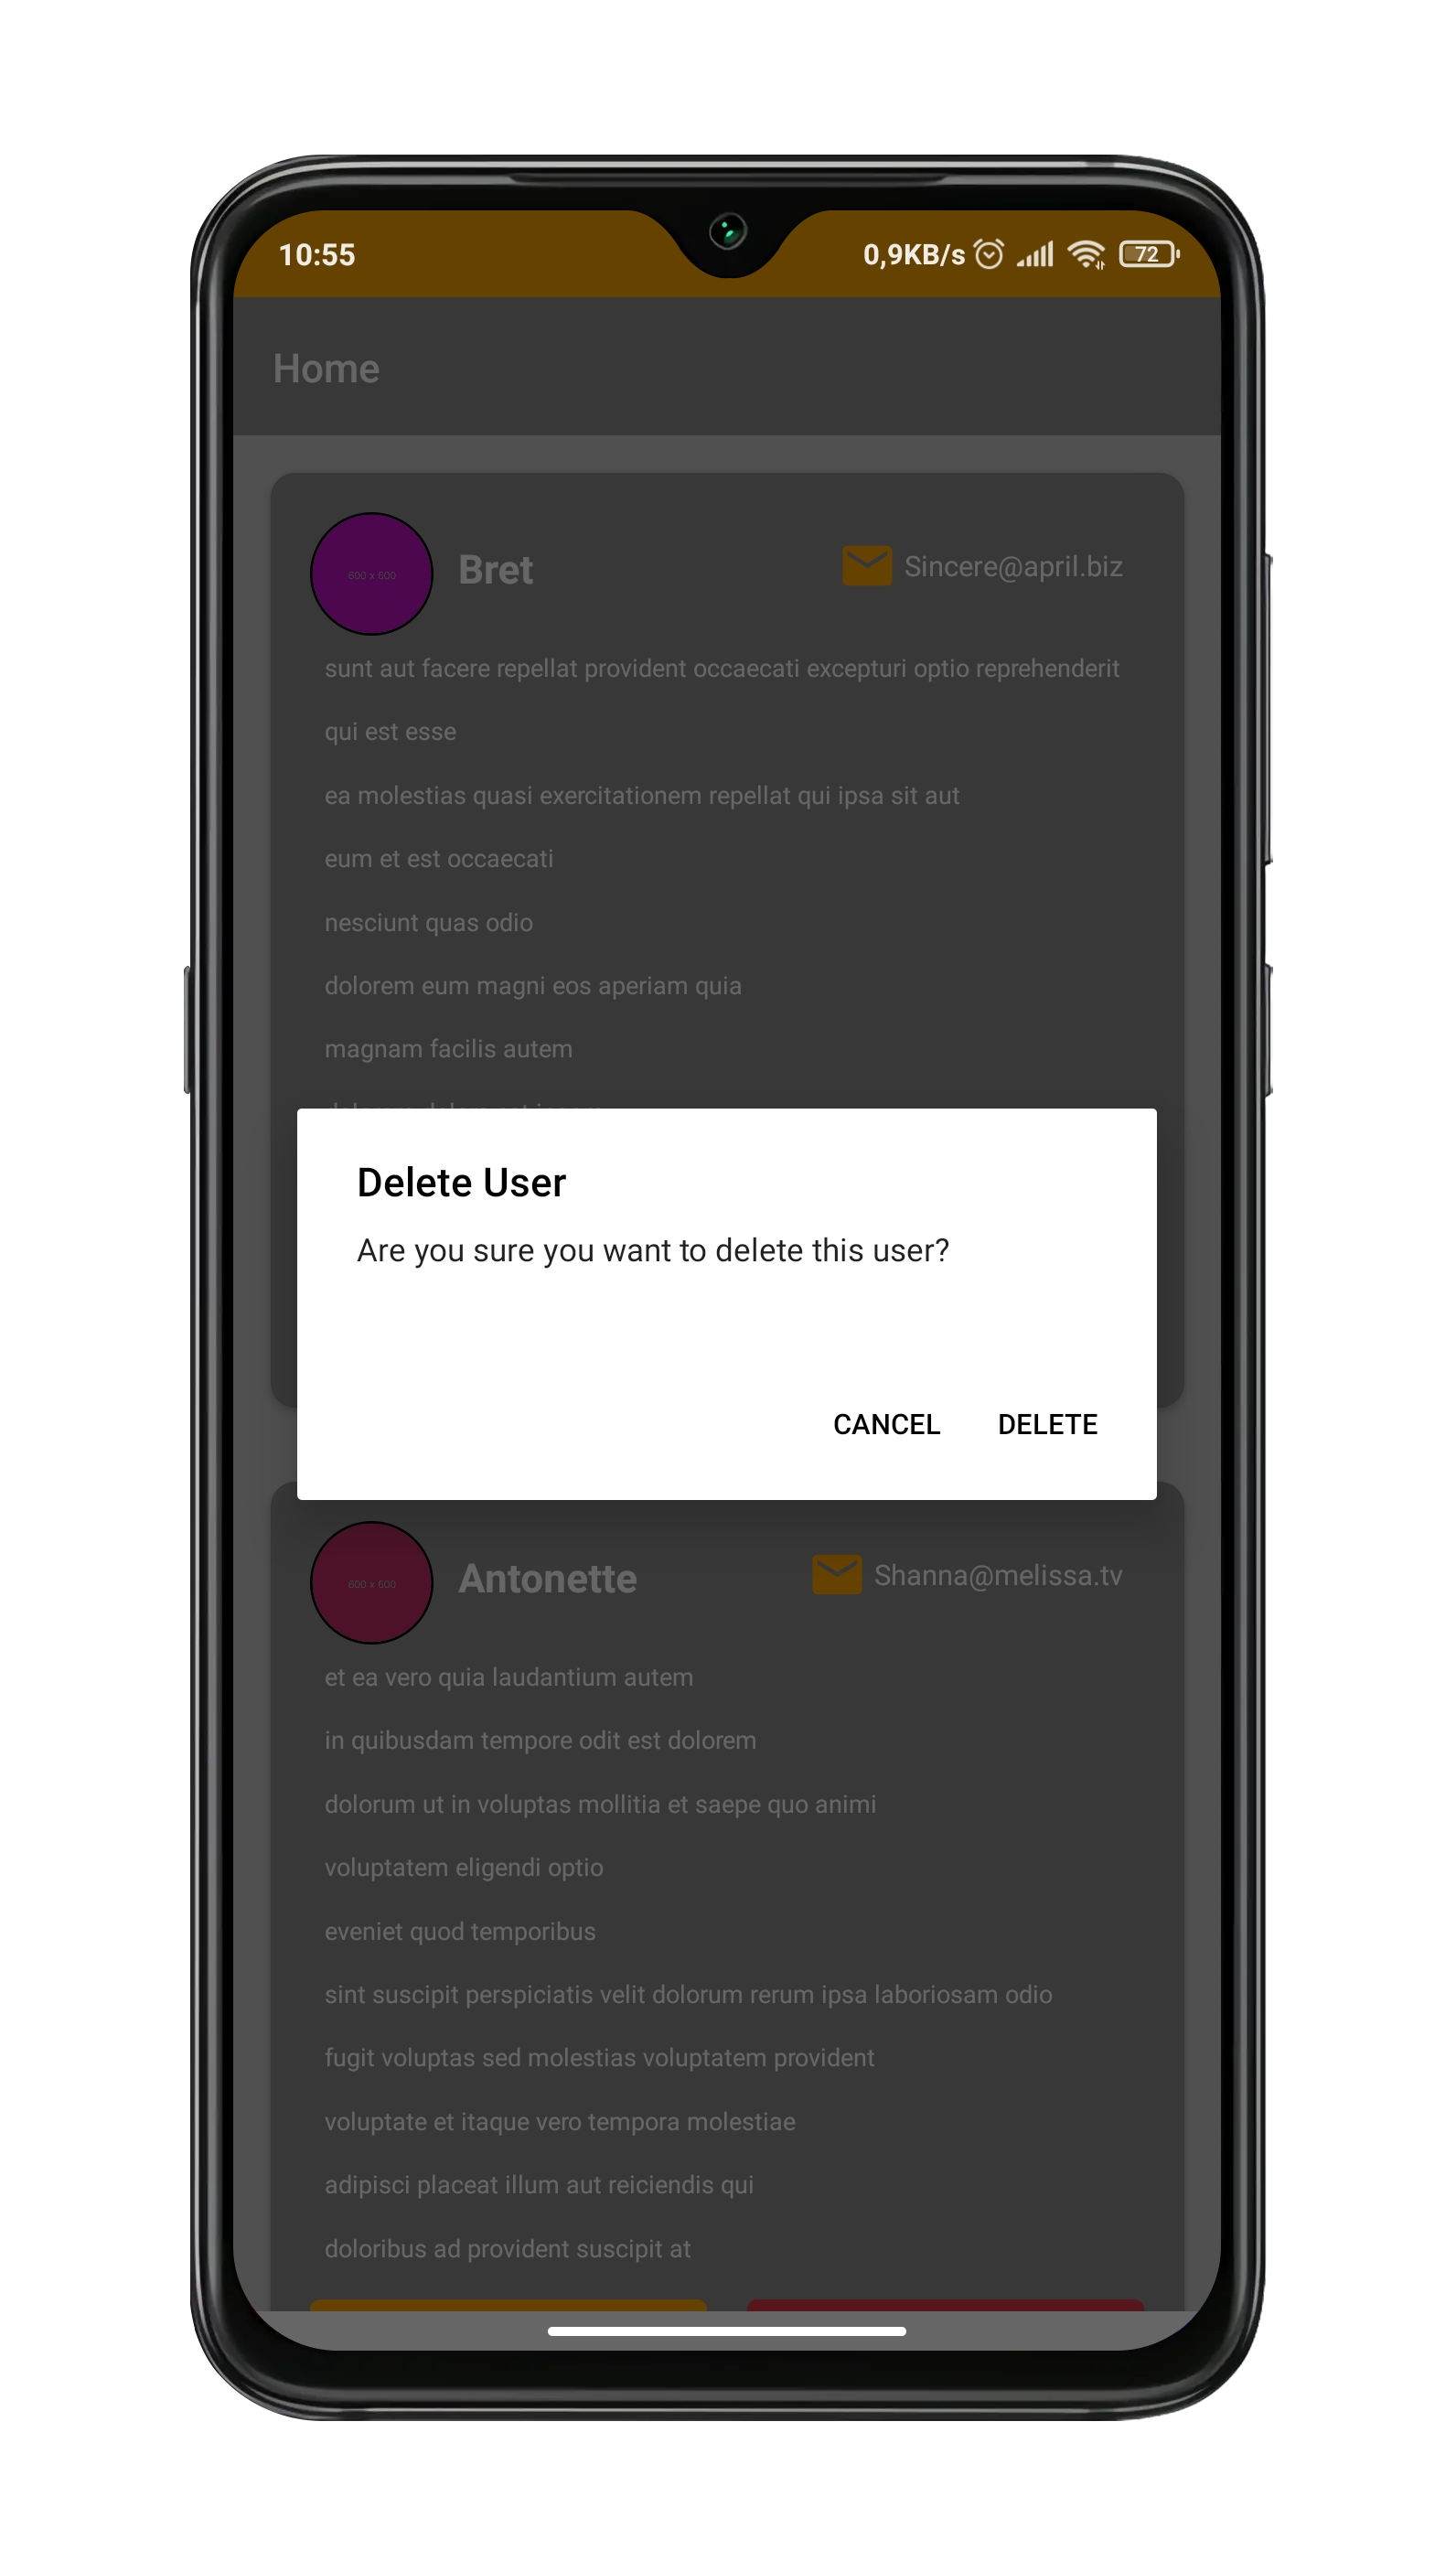 10:55 0,9KB/s 72
Home
600 x 600 Bret Sincere@april.biz
sunt aut facere repellat provident occaecati excepturi optio reprehenderit
qui est esse
ea molestias quasi exercitationem repellat qui ipsa sit aut
eum et est occaecati
nesciunt quas odio
dolorem eum magni eos aperiam quia
magnam facilis autem
Delete User
Are you sure you want to delete this user?
CANCEL DELETE
600 x 600 Antonette Shanna@melissa.tv
et ea vero quia laudantium autem
in quibusdam tempore odit est dolorem
dolorum ut in voluptas mollitia et saepe quo animi
voluptatem eligendi optio
eveniet quod temporibus
sint suscipit perspiciatis velit dolorum rerum ipsa laboriosam odio
fugit voluptas sed molestias voluptatem provident
voluptate et itaque vero tempora molestiae
adipisci placeat illum aut reiciendis qui
doloribus ad provident suscipit at